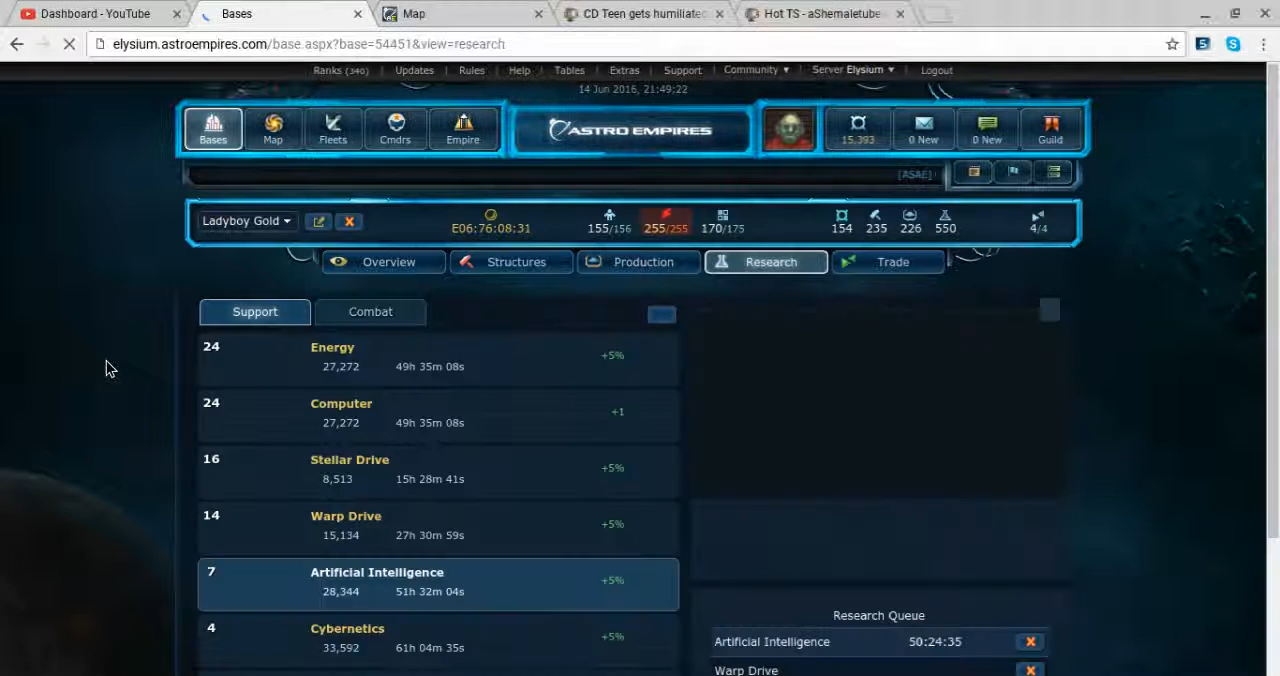 Dashboard - YouTube
Bases
Map
CD Teen gets humiliated
Hot TS - aShemaletube
elysium.astroempires.com/base.aspx?base=54451&view=research
Ranks (340) Updates Rules Help Tables Extras Support Community Server Elysium Logout
14 Jun 2016, 21:49:22
Bases Map Fleets Cmdrs Empire
ASTRO EMPIRES
15,393 0 New 0 New Guild
[ASAE]
Ladyboy Gold
E06:76:08:31 155/156 255/255 170/175 154 235 226 550 4/4
Overview Structures Production Research Trade
Support Combat
24 Energy +5%
27,272 49h 35m 08s
24 Computer +1
27,272 49h 35m 08s
16 Stellar Drive +5%
8,513 15h 28m 41s
14 Warp Drive +5%
15,134 27h 30m 59s
7 Artificial Intelligence +5%
28,344 51h 32m 04s
4 Cybernetics +5%
33,592 61h 04m 35s
Research Queue
Artificial Intelligence 50:24:35
Warp Drive